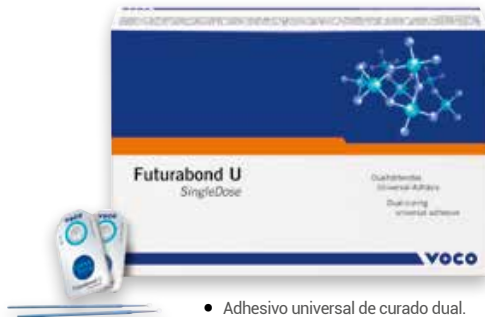 Futurabond U
SingleDose
Dualhärtendes
Universal-Adhäsiv
Dual-curing
universal adhesive
VOCO
VOCO
• Adhesivo universal de curado dual.